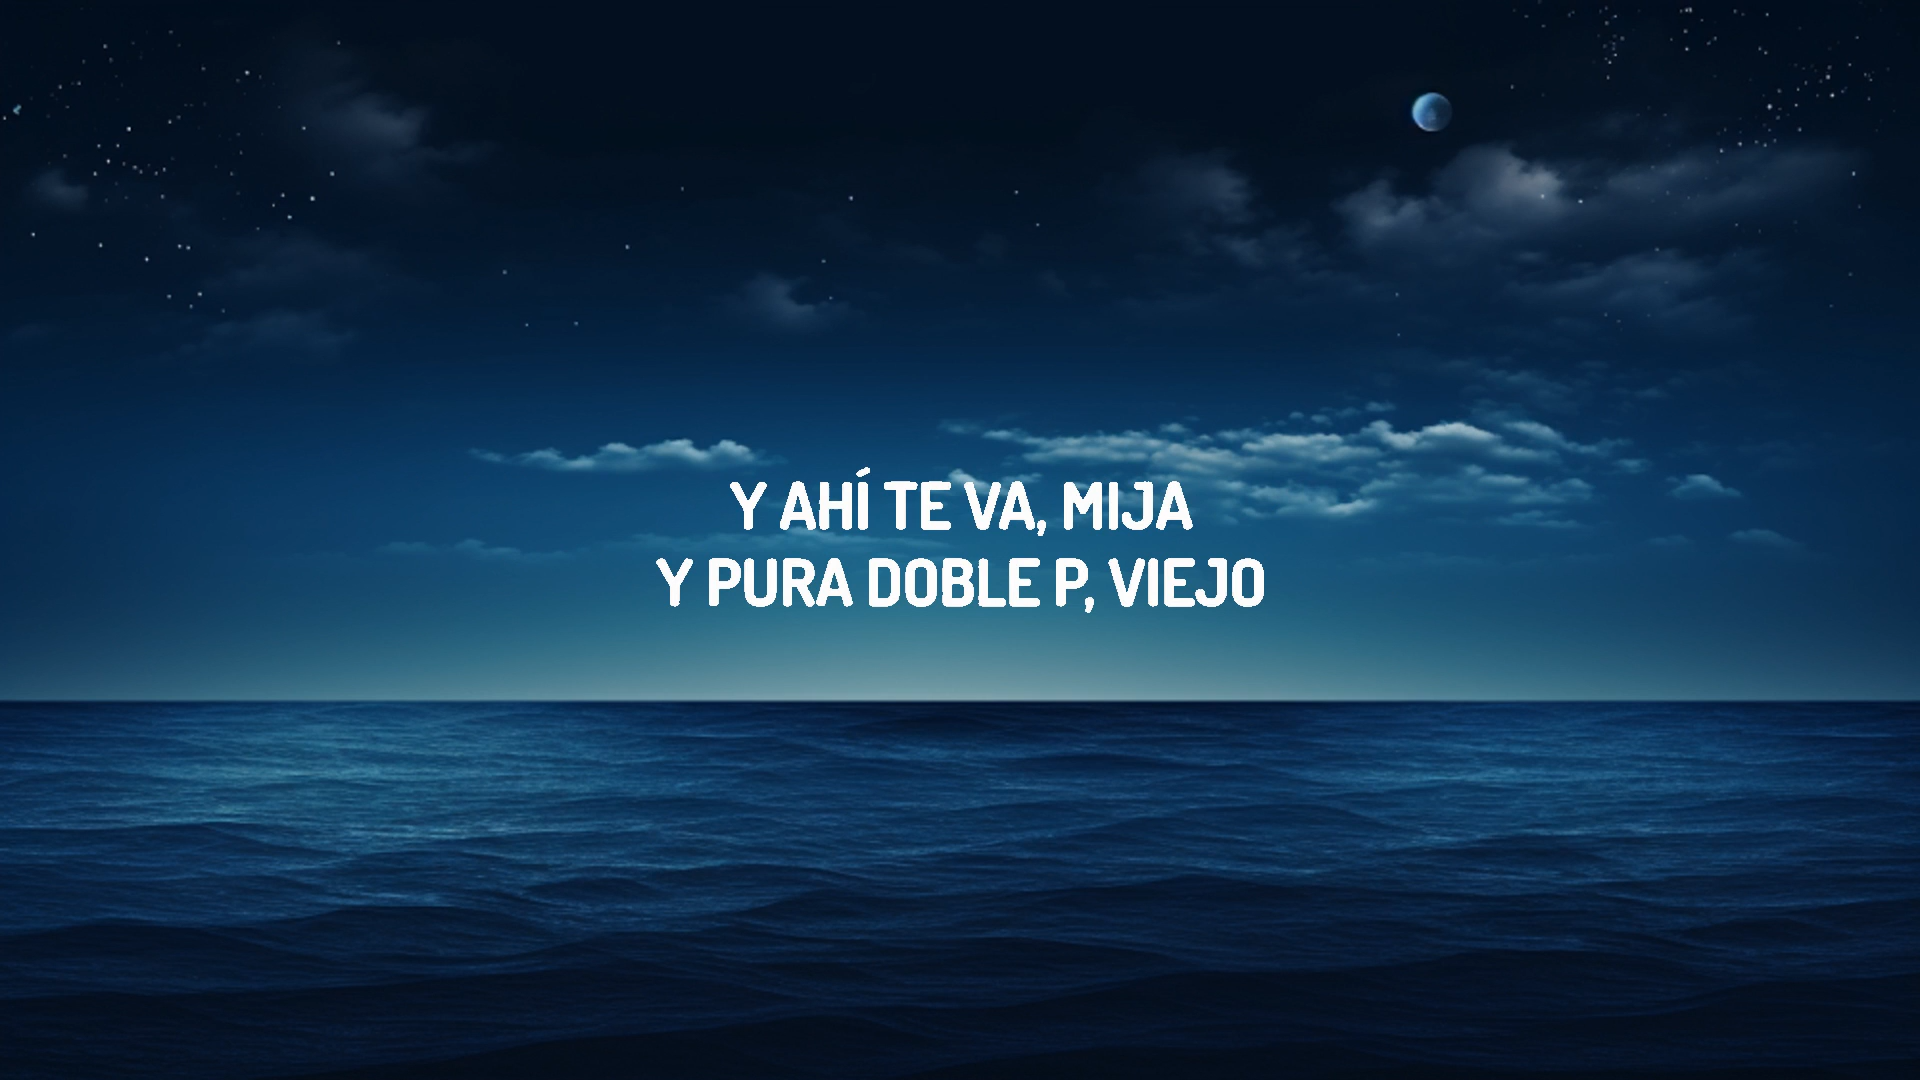 Y AHÍ TE VA, MIJA
Y PURA DOBLE P, VIEJO